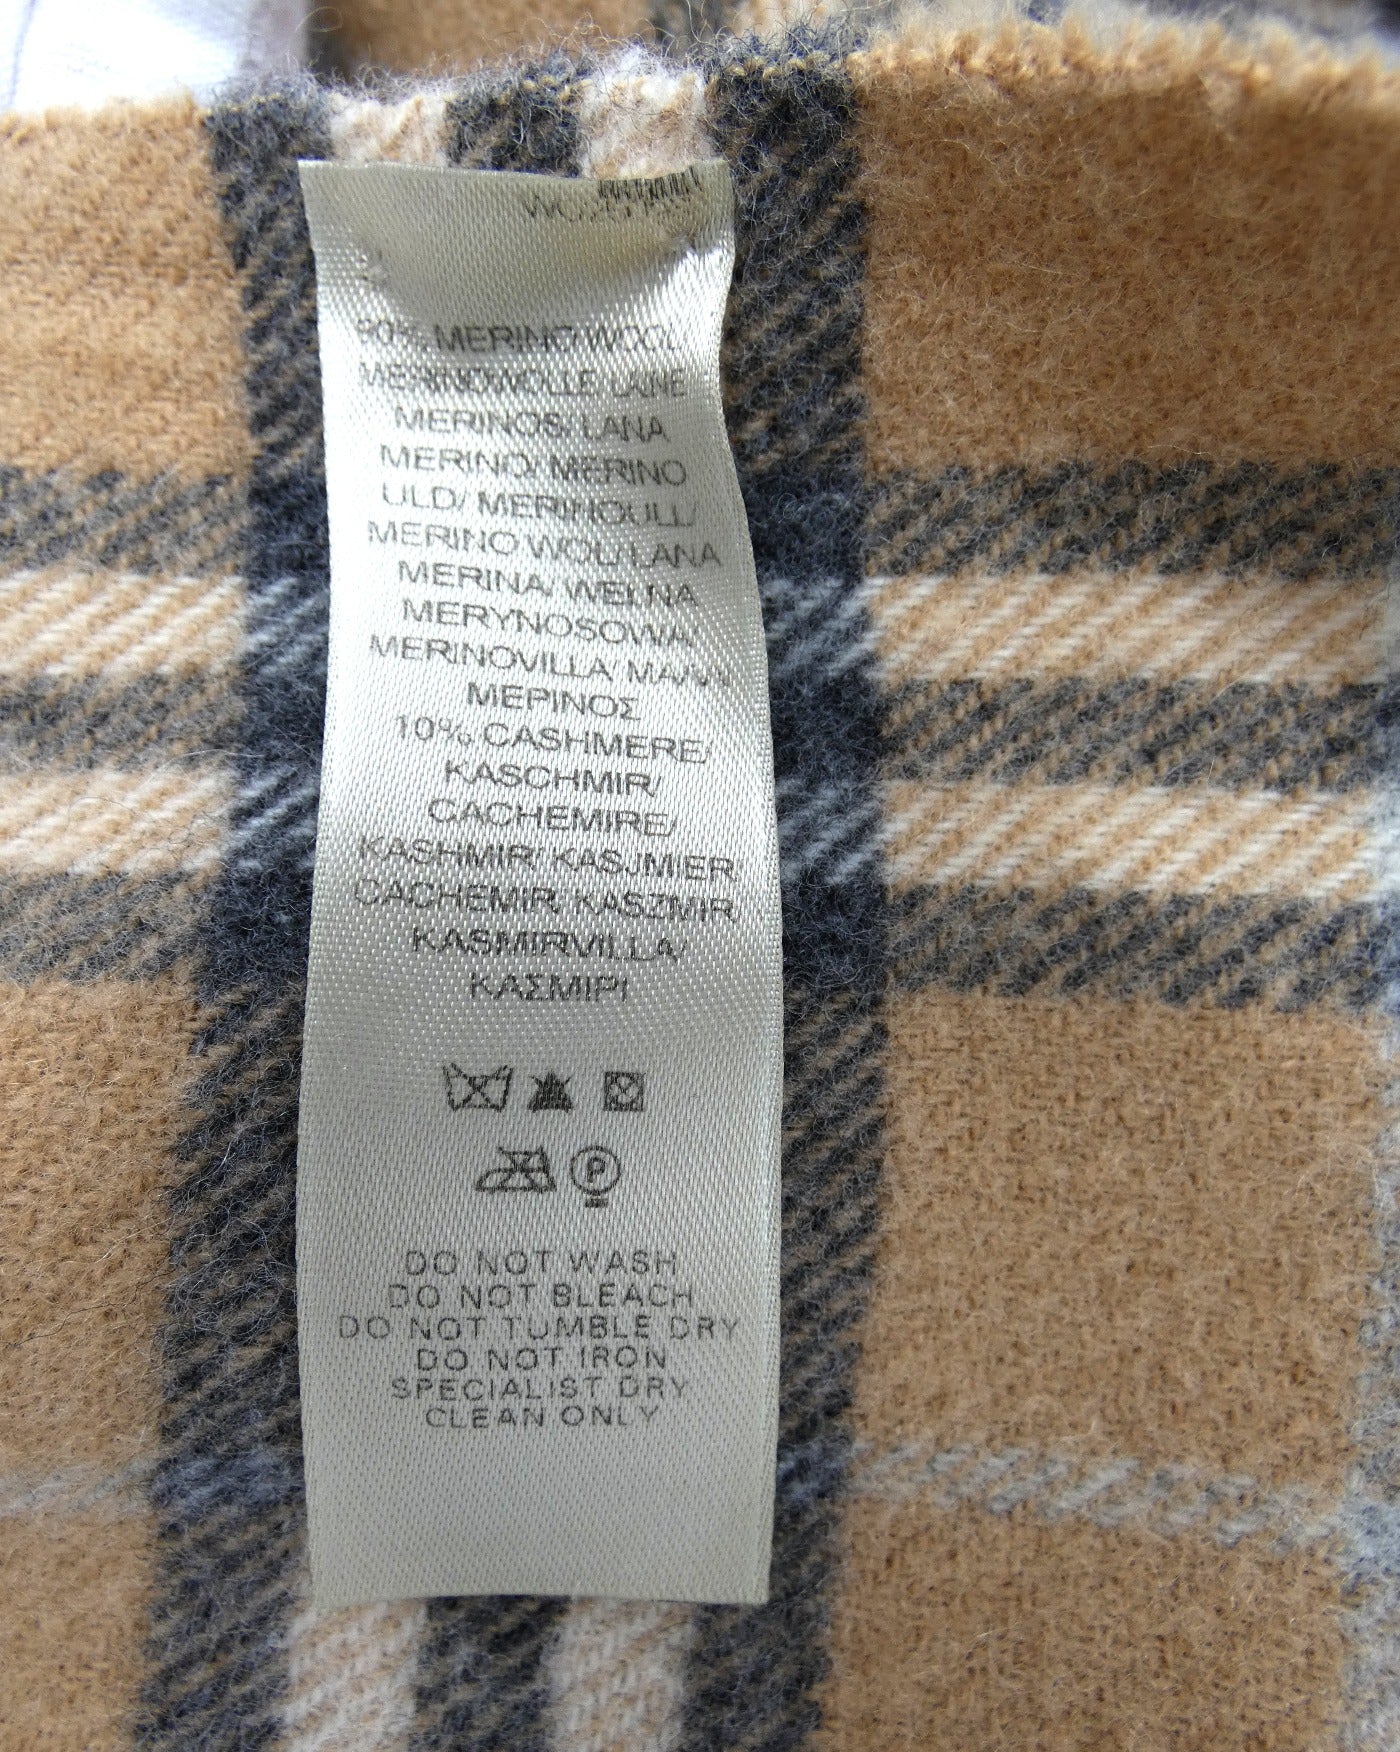 90% MERINO WOOL
MERINOWOLLE/ LAINE
MERINOS/ LANA
MERINO/ MERINO
ULD/ MERINOULL/
MERINO WOL/ LANA
MERINA/ WEŁNA
MERYNOSOWA/
MERINOVILLA/
ΜΕΡΙΝΟΣ
10% CASHMERE/
KASCHMIR/
CACHEMIRE/
KASHMIR/ KASJMIER
CACHEMIR/ KASZMIR
KASMIRVILLA/
ΚΑΣΜΙΡΙ
P
DO NOT WASH
DO NOT BLEACH
DO NOT TUMBLE DRY
DO NOT IRON
SPECIALIST DRY
CLEAN ONLY